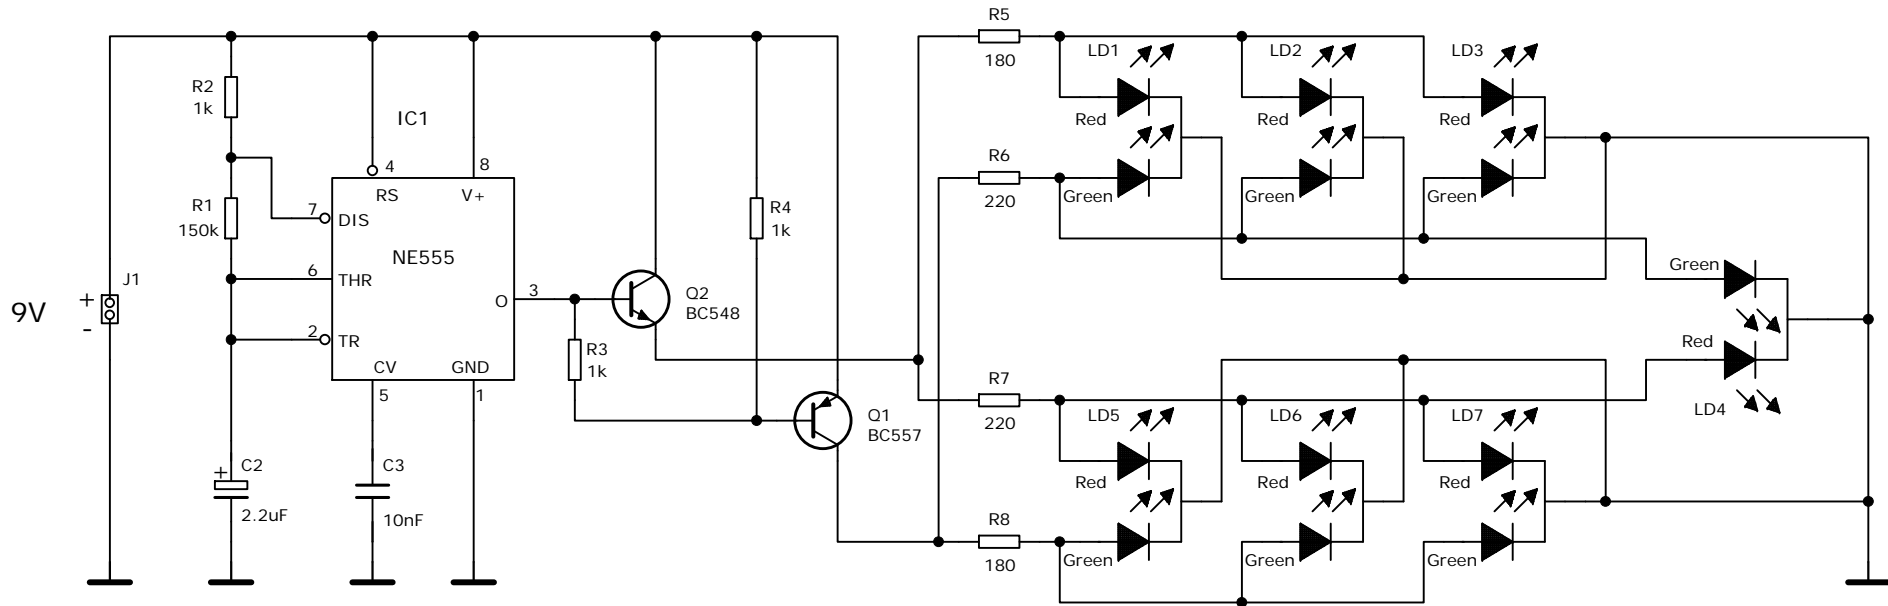 R5
180
LD1
LD2
LD3
R2
1k
IC1
Red
Red
Red
4
8
RS
V+
R6
220
Green
Green
Green
R1
150k
7
DIS
R4
1k
NE555
6
THR
Green
J1
+
9V
-
O
3
Q2
BC548
2
TR
R3
1k
Red
CV
GND
5
1
R7
220
LD4
Q1
BC557
LD5
LD6
LD7
+
C2
2.2uF
C3
10nF
Red
Red
Red
R8
180
Green
Green
Green